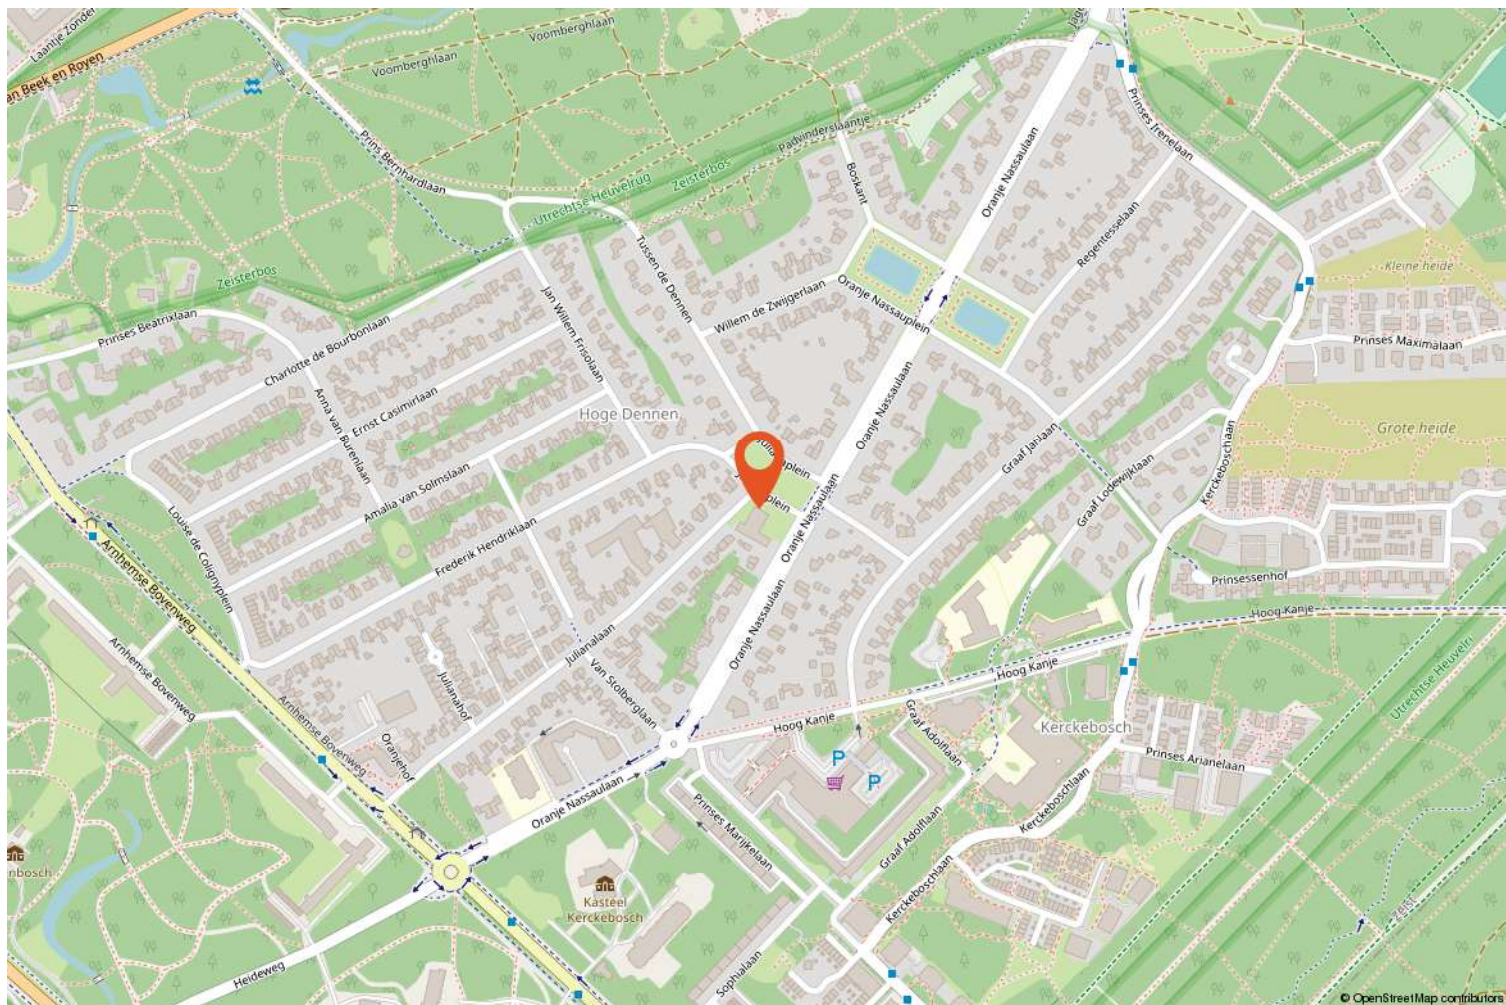 Laantje Zonder
an Beek en Royen
Voomberghlaan
Voomberghlaan
Prins Bernhardlaan
Padvinderslaantje
Utrechtse Heuvelrug
Zeisterbos
Zeisterbos
Boskant
Oranje Nassaulaan
Prinses Irenelaan
Regentesselaan
Kleine heide
Tussen de Dennen
Willem de Zwijgerlaan
Oranje Nassauplein
Prinses Beatrixlaan
Charlotte de Bourbonlaan
Jan Willem Frisolaan
Prinses Maximalaan
Anna van Burenlaan
Ernst Casimirlaan
Hoge Dennen
Oranje Nassaulaan
Grote heide
Graaf Janlaan
Kerckeboschlaan
Graaf Lodewijklaan
Amalia van Solmslaan
Louise de Colignyplein
Frederik Hendriklaan
Oranje Nassaulaan
Arnhemse Bovenweg
Prinsessenhof
Hoog Kanje
Arnhemse Bovenweg
Julianalaan
Julianahof
Van Stolberglaan
Oranje Nassaulaan
Hoog Kanje
Hoog Kanje
Graaf Adolflaan
Kerckebosch
Utrechtse Heuvelr
Prinses Arianelaan
Arnhemse Bovenweg
Oranjehof
P
P
Oranje Nassaulaan
Prinses Marijkelaan
Graaf Adolflaan
Kerckeboschlaan
Kerckeboschlaan
nbosch
Kasteel
Kerckebosch
Heideweg
Sophialaan
Zeist
© OpenStreetMap contributors